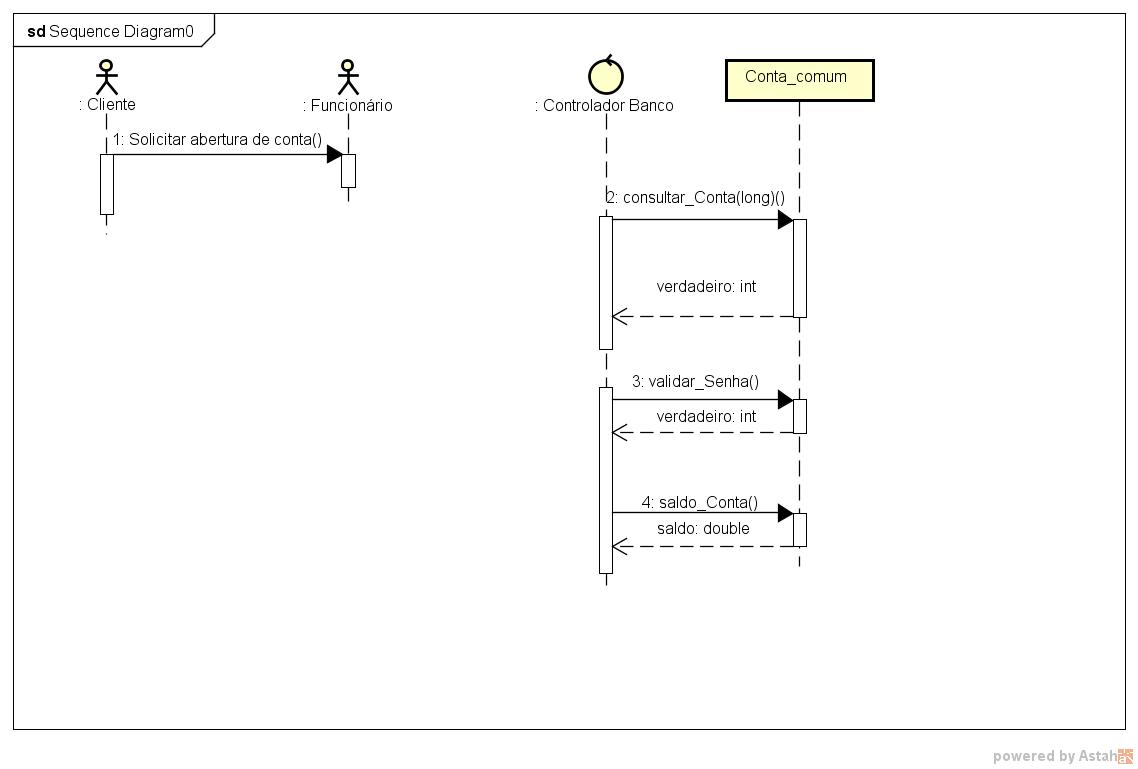 sd Sequence Diagram0
: Cliente
: Funcionário
: Controlador Banco
Conta_comum
1: Solicitar abertura de conta()
2: consultar_Conta(long)()
verdadeiro: int
3: validar_Senha()
verdadeiro: int
4: saldo_Conta()
saldo: double
powered by Astah